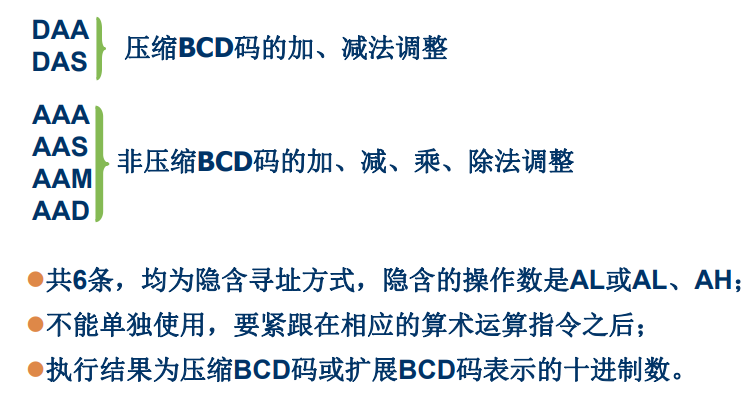 DAA
DAS
压缩BCD码的加、减法调整
AAA
AAS
AAM
AAD
非压缩BCD码的加、减、乘、除法调整
●共6条，均为隐含寻址方式，隐含的操作数是AL或AL、AH；
●不能单独使用，要紧跟在相应的算术运算指令之后；
●执行结果为压缩BCD码或扩展BCD码表示的十进制数。